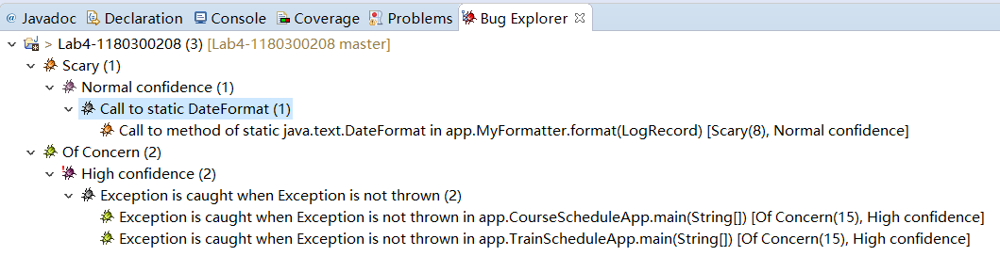 @ Javadoc Declaration Console Coverage Problems Bug Explorer
> Lab4-1180300208 (3) [Lab4-1180300208 master]
Scary (1)
Normal confidence (1)
Call to static DateFormat (1)
Call to method of static java.text.DateFormat in app.MyFormatter.format(LogRecord) [Scary(8), Normal confidence]
Of Concern (2)
High confidence (2)
Exception is caught when Exception is not thrown (2)
Exception is caught when Exception is not thrown in app.CourseScheduleApp.main(String[]) [Of Concern(15), High confidence]
Exception is caught when Exception is not thrown in app.TrainScheduleApp.main(String[]) [Of Concern(15), High confidence]